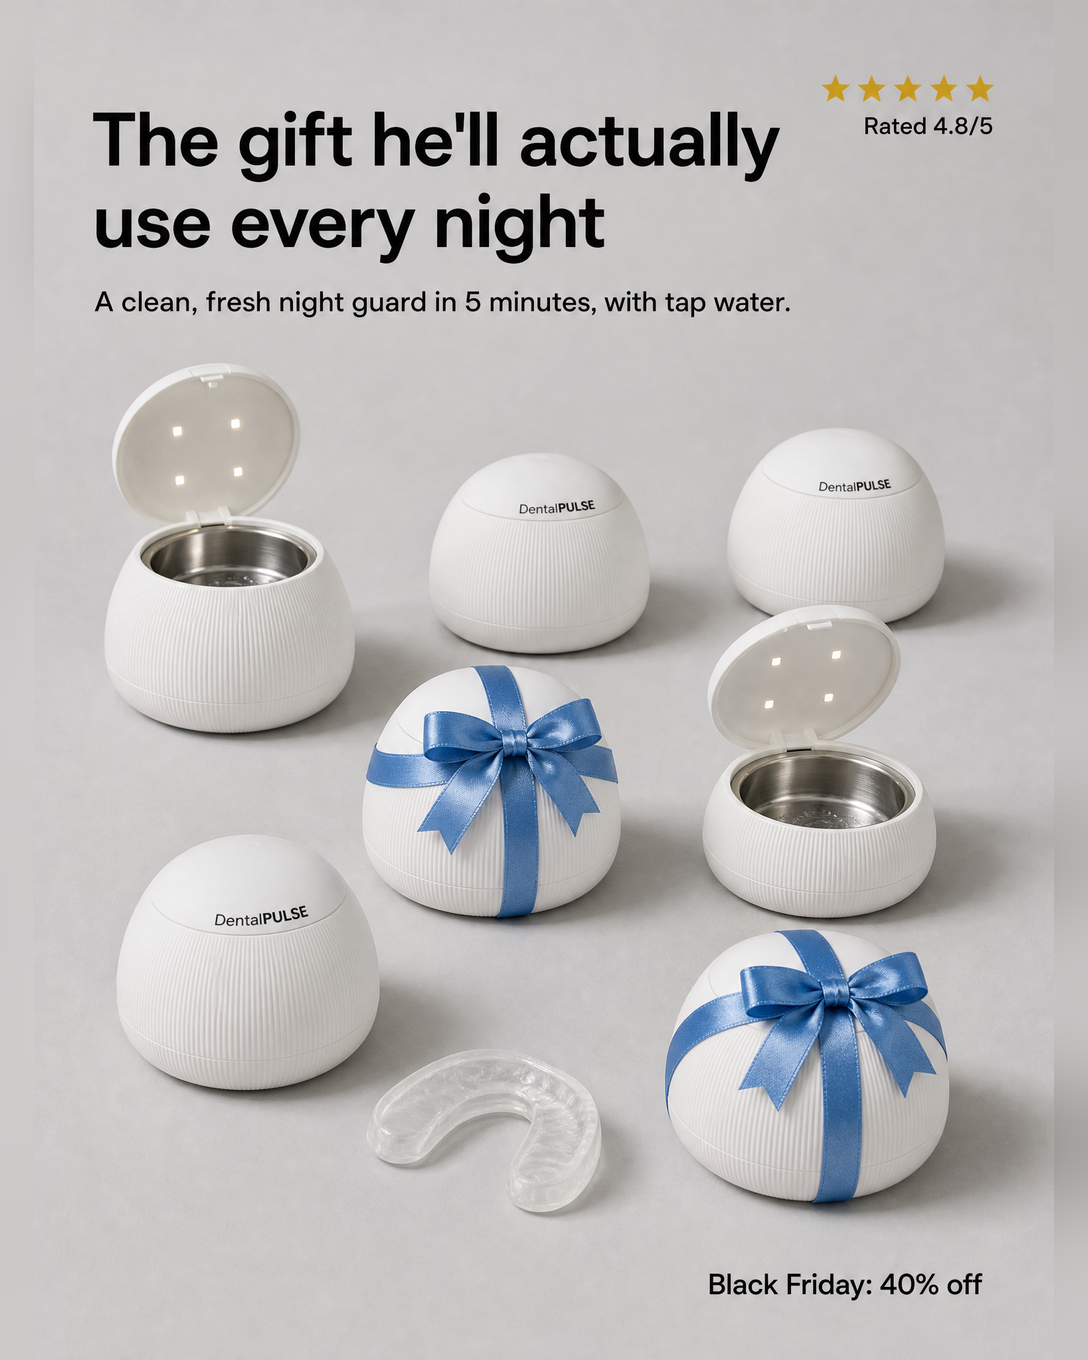 The gift he'll actually
use every night
Rated 4.8/5
A clean, fresh night guard in 5 minutes, with tap water.
DentalPULSE
DentalPULSE
DentalPULSE
Black Friday: 40% off